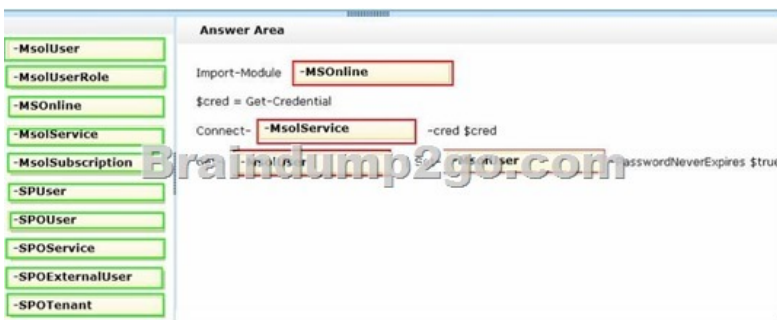 Answer Area
-MsolUser
-MsolUserRole
-MSOnline
-MsolService
-MsolSubscription
-SPUser
-SPOUser
-SPOService
-SPOExternalUser
-SPOTenant
Import-Module -MSOnline
$cred = Get-Credential
Connect- -MsolService -cred $cred
-MsolUser asswordNeverExpires $true
Braindump2go.com